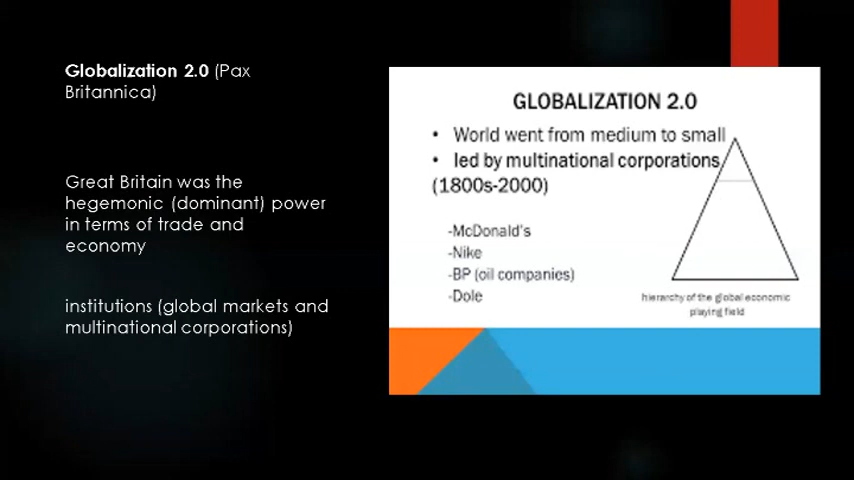 Globalization 2.0 (Pax
Britannica)
Great Britain was the
hegemonic (dominant) power
in terms of trade and
economy
institutions (global markets and
multinational corporations)
GLOBALIZATION 2.0
• World went from medium to small
• led by multinational corporations
(1800s-2000)
-McDonald's
-Nike
-BP (oil companies)
-Dole
hierarchy of the global economic
playing field